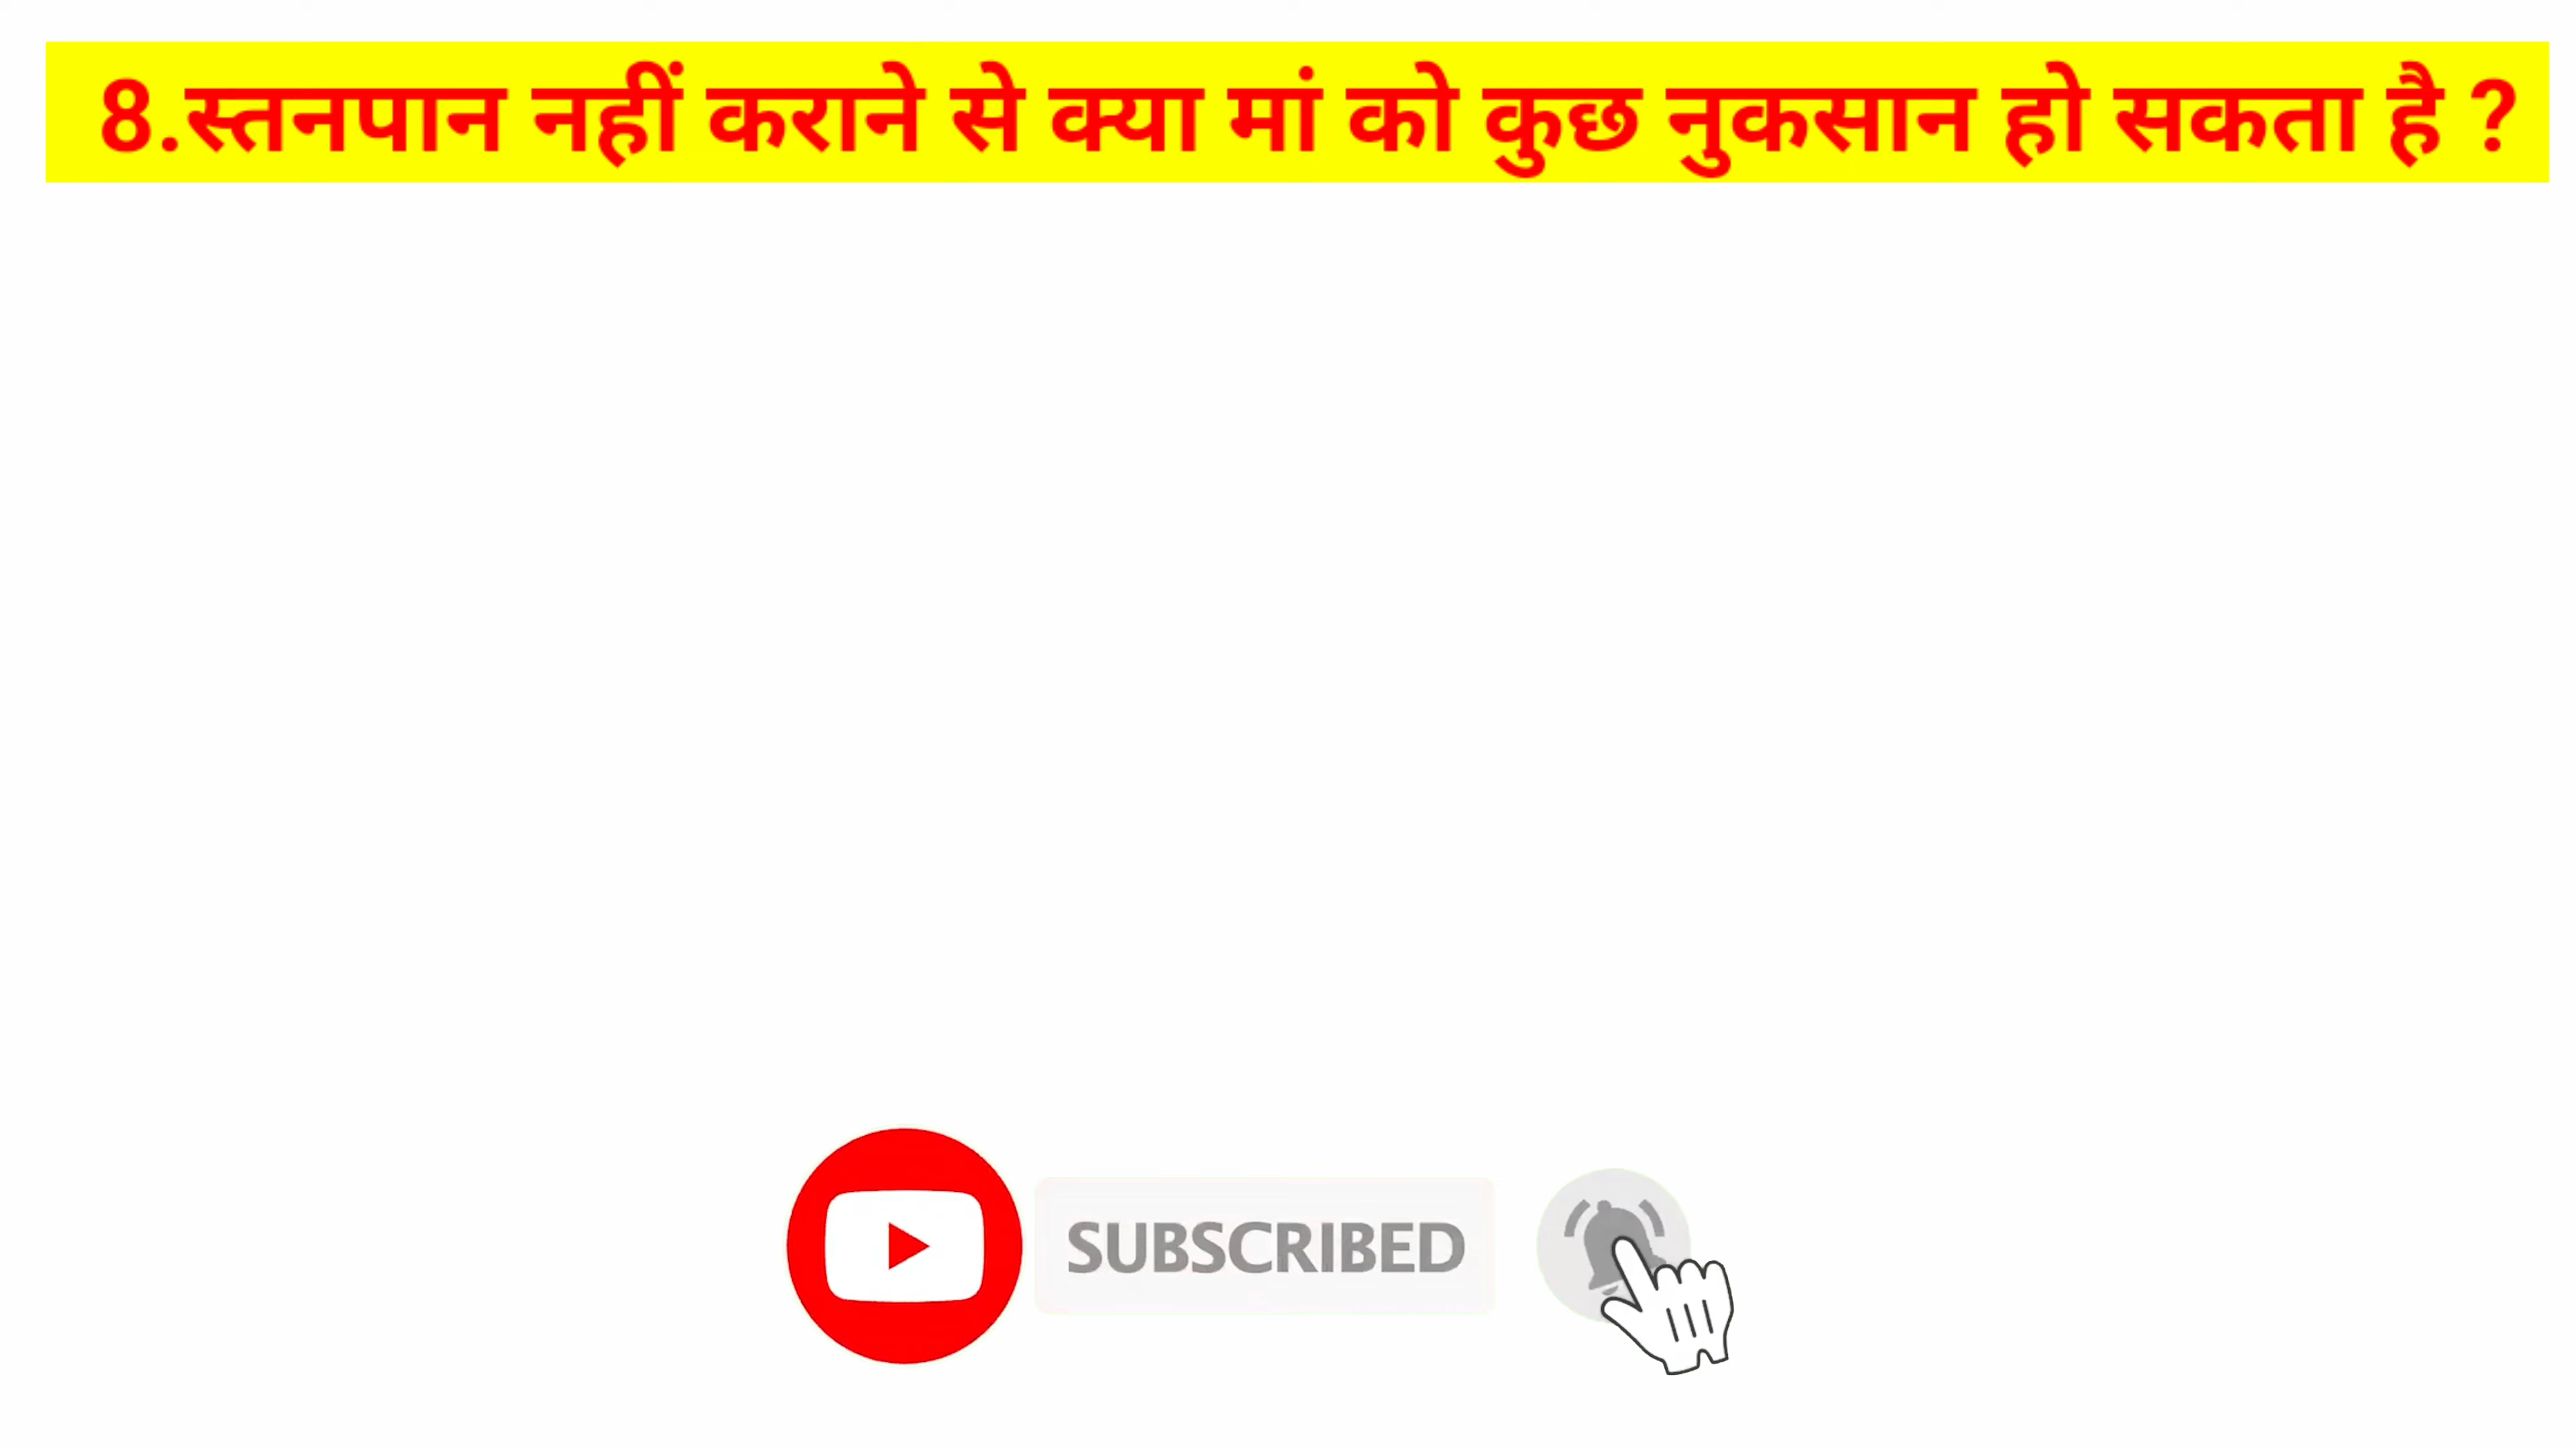 8.स्तनपान नहीं कराने से क्या मां को कुछ नुकसान हो सकता है ?
SUBSCRIBED